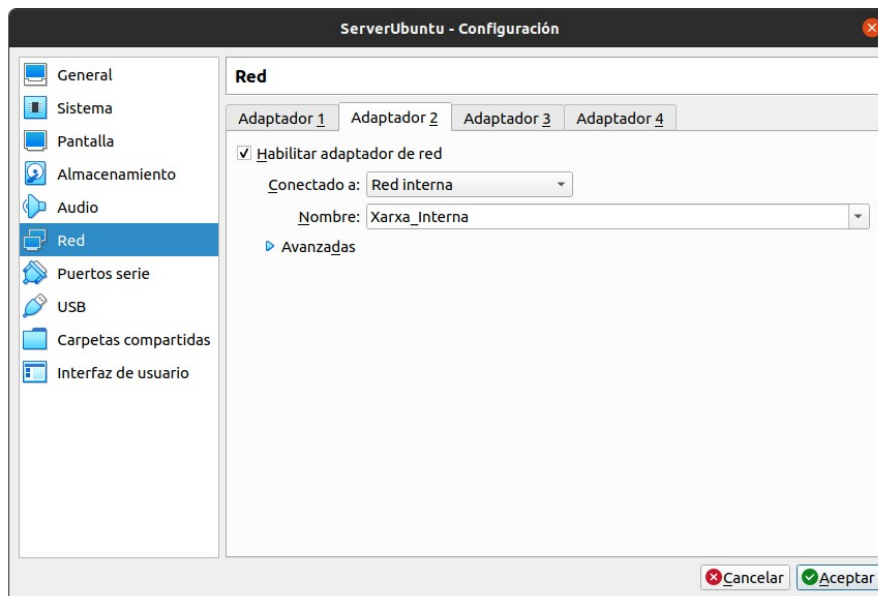 ServerUbuntu - Configuración
General
Sistema
Pantalla
Almacenamiento
Audio
Red
Puertos serie
USB
Carpetas compartidas
Interfaz de usuario
Red
Adaptador 1 Adaptador 2 Adaptador 3 Adaptador 4
Habilitar adaptador de red
Conectado a: Red interna
Nombre: Xarxa_Interna
Avanzadas
Cancelar Aceptar